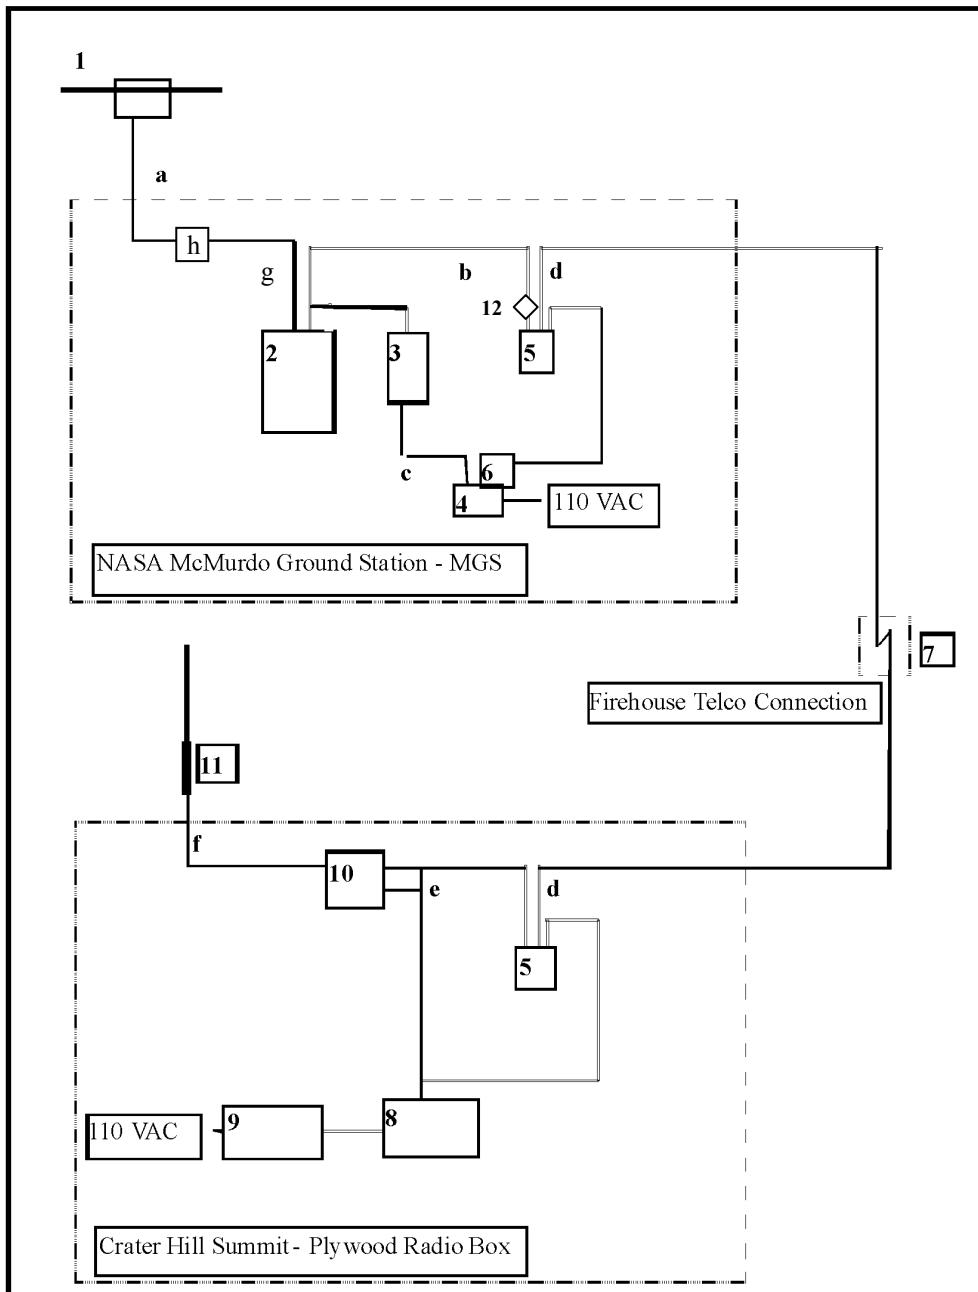 1
a
h
g
b
d
12
2
3
5
c
6
4
110 VAC
NASA McMurdo Ground Station - MGS
7
Firehouse Telco Connection
11
f
10
e
d
5
110 VAC
9
8
Crater Hill Summit - Plywood Radio Box